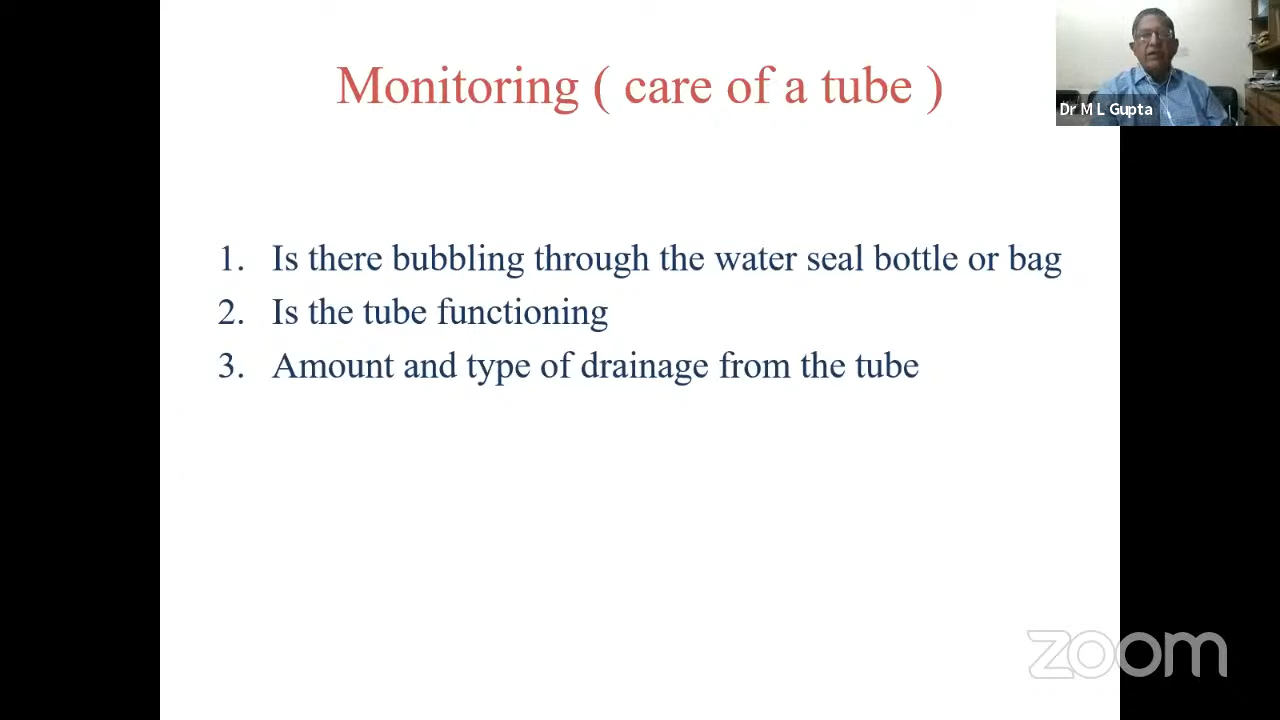 Monitoring ( care of a tube )
Dr M L Gupta
1. Is there bubbling through the water seal bottle or bag
2. Is the tube functioning
3. Amount and type of drainage from the tube
zoom